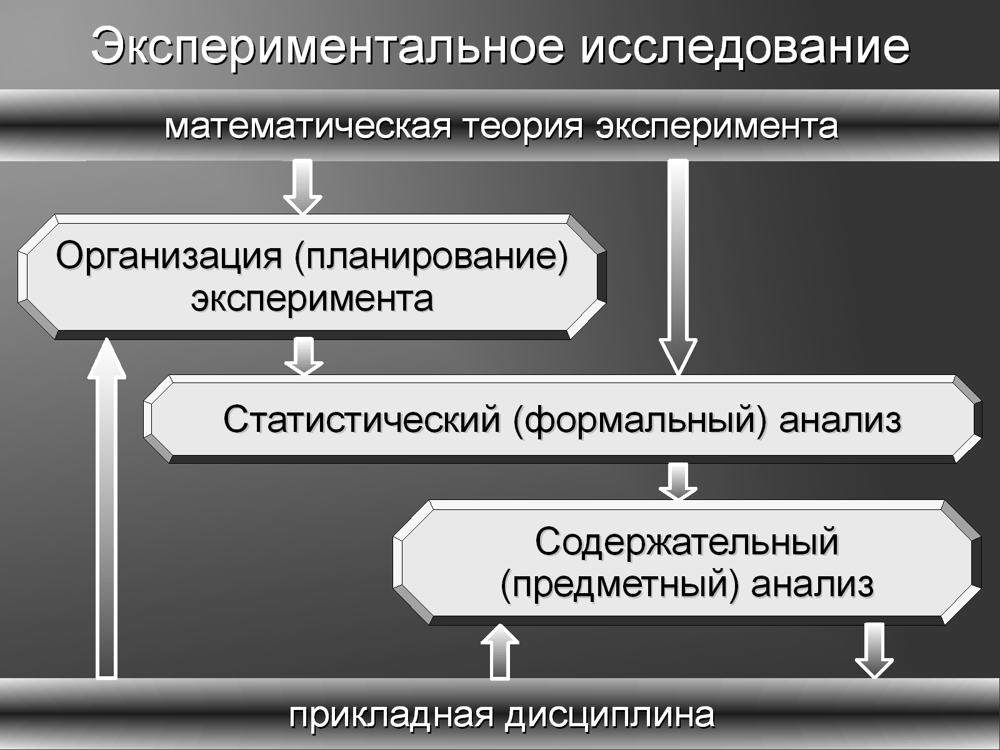 Экспериментальное исследование
математическая теория эксперимента
Организация (планирование)
эксперимента
Статистический (формальный) анализ
Содержательный
(предметный) анализ
прикладная дисциплина